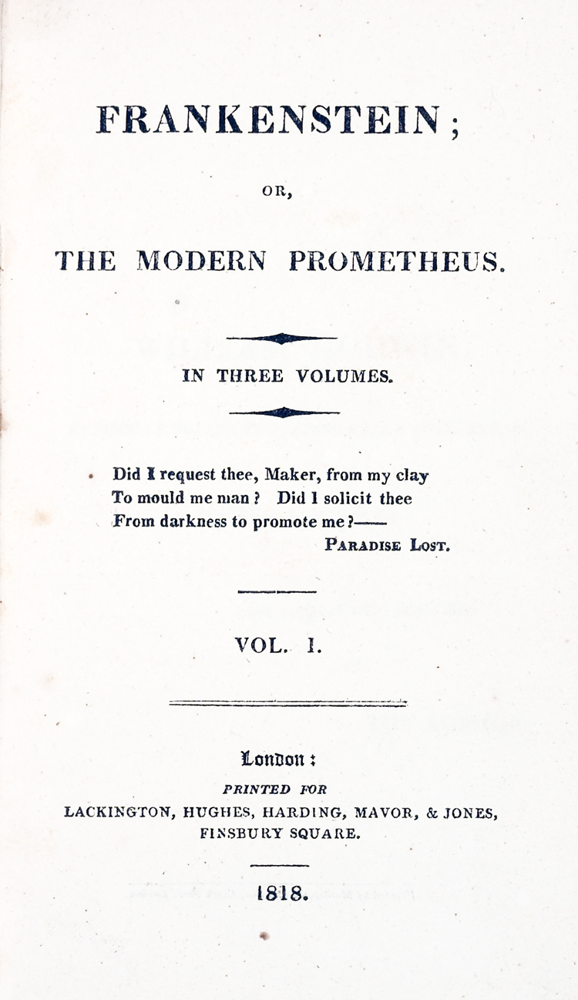 FRANKENSTEIN;
OR,
THE MODERN PROMETHEUS.
IN THREE VOLUMES.
Did I request thee, Maker, from my clay
To mould me man? Did I solicit thee
From darkness to promote me?——
PARADISE LOST.
VOL. I.
London:
PRINTED FOR
LACKINGTON, HUGHES, HARDING, MAVOR, & JONES,
FINSBURY SQUARE.
1818.